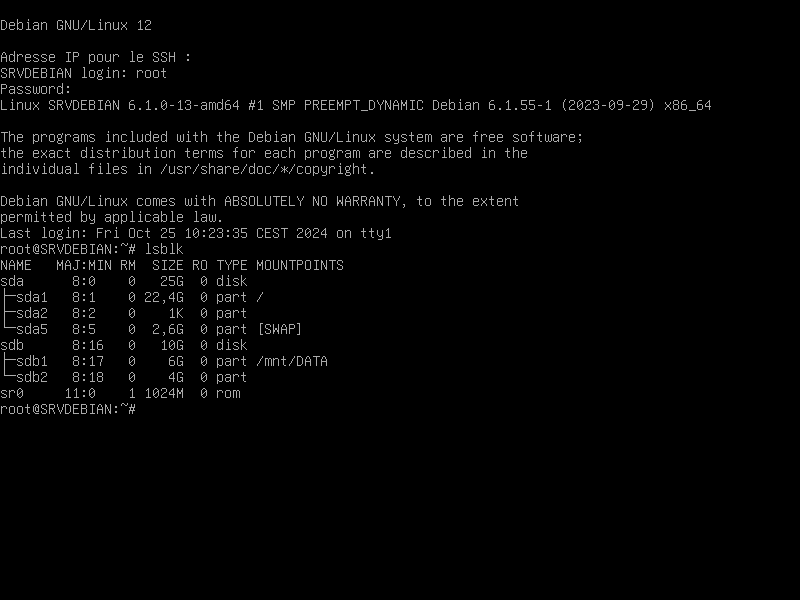 Debian GNU/Linux 12
Adresse IP pour le SSH :
SRVDEBIAN login: root
Password:
Linux SRVDEBIAN 6.1.0-13-amd64 #1 SMP PREEMPT_DYNAMIC Debian 6.1.55-1 (2023-09-29) x86_64
The programs included with the Debian GNU/Linux system are free software;
the exact distribution terms for each program are described in the
individual files in /usr/share/doc/*/copyright.
Debian GNU/Linux comes with ABSOLUTELY NO WARRANTY, to the extent
permitted by applicable law.
Last login: Fri Oct 25 10:23:35 CEST 2024 on tty1
root@SRVDEBIAN:~# lsblk
NAME   MAJ:MIN RM   SIZE RO TYPE MOUNTPOINTS
sda      8:0    0    25G  0 disk
├─sda1   8:1    0  22,4G  0 part /
├─sda2   8:2    0     1K  0 part
└─sda5   8:5    0   2,6G  0 part [SWAP]
sdb      8:16   0    10G  0 disk
├─sdb1   8:17   0     6G  0 part /mnt/DATA
└─sdb2   8:18   0     4G  0 part
sr0     11:0    1  1024M  0 rom
root@SRVDEBIAN:~#